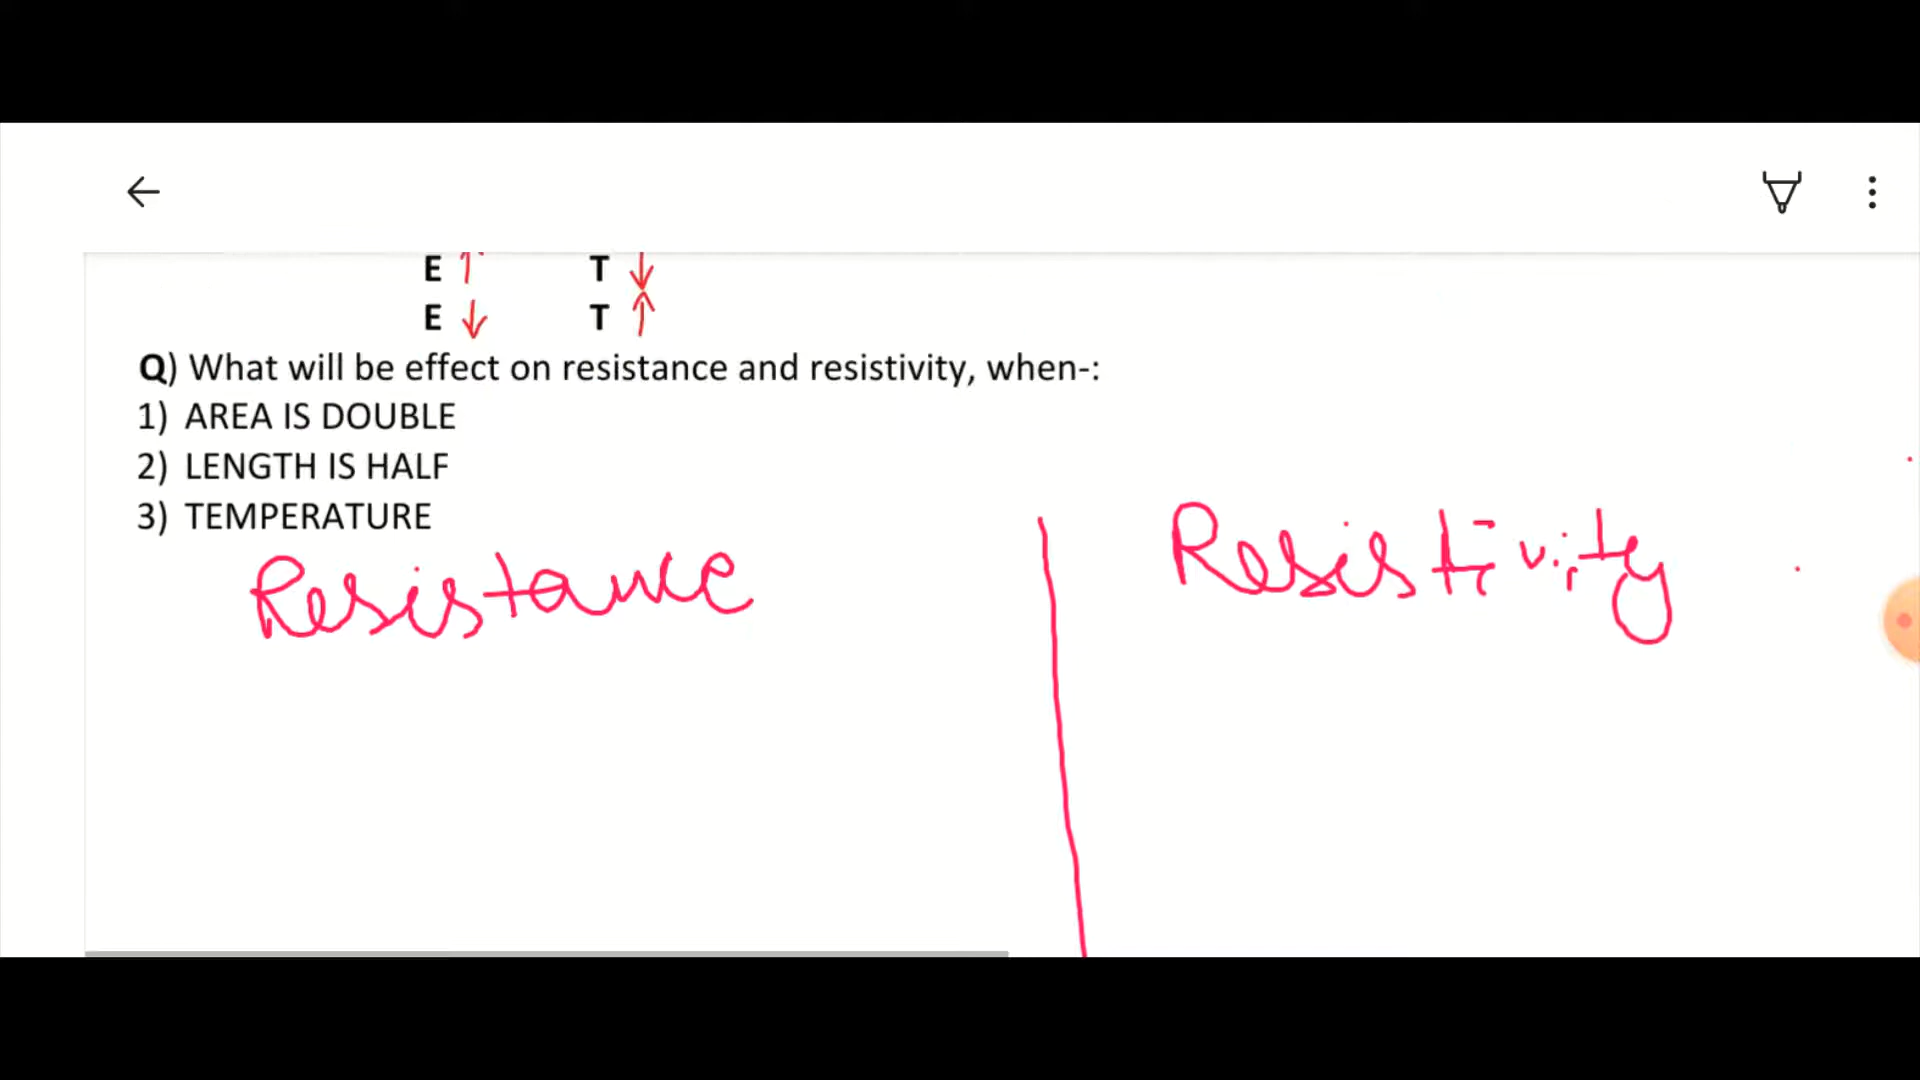 E ↑ T ↓
E ↓ T ↑
Q) What will be effect on resistance and resistivity, when-:
1) AREA IS DOUBLE
2) LENGTH IS HALF
3) TEMPERATURE
Resistance
Resistivity